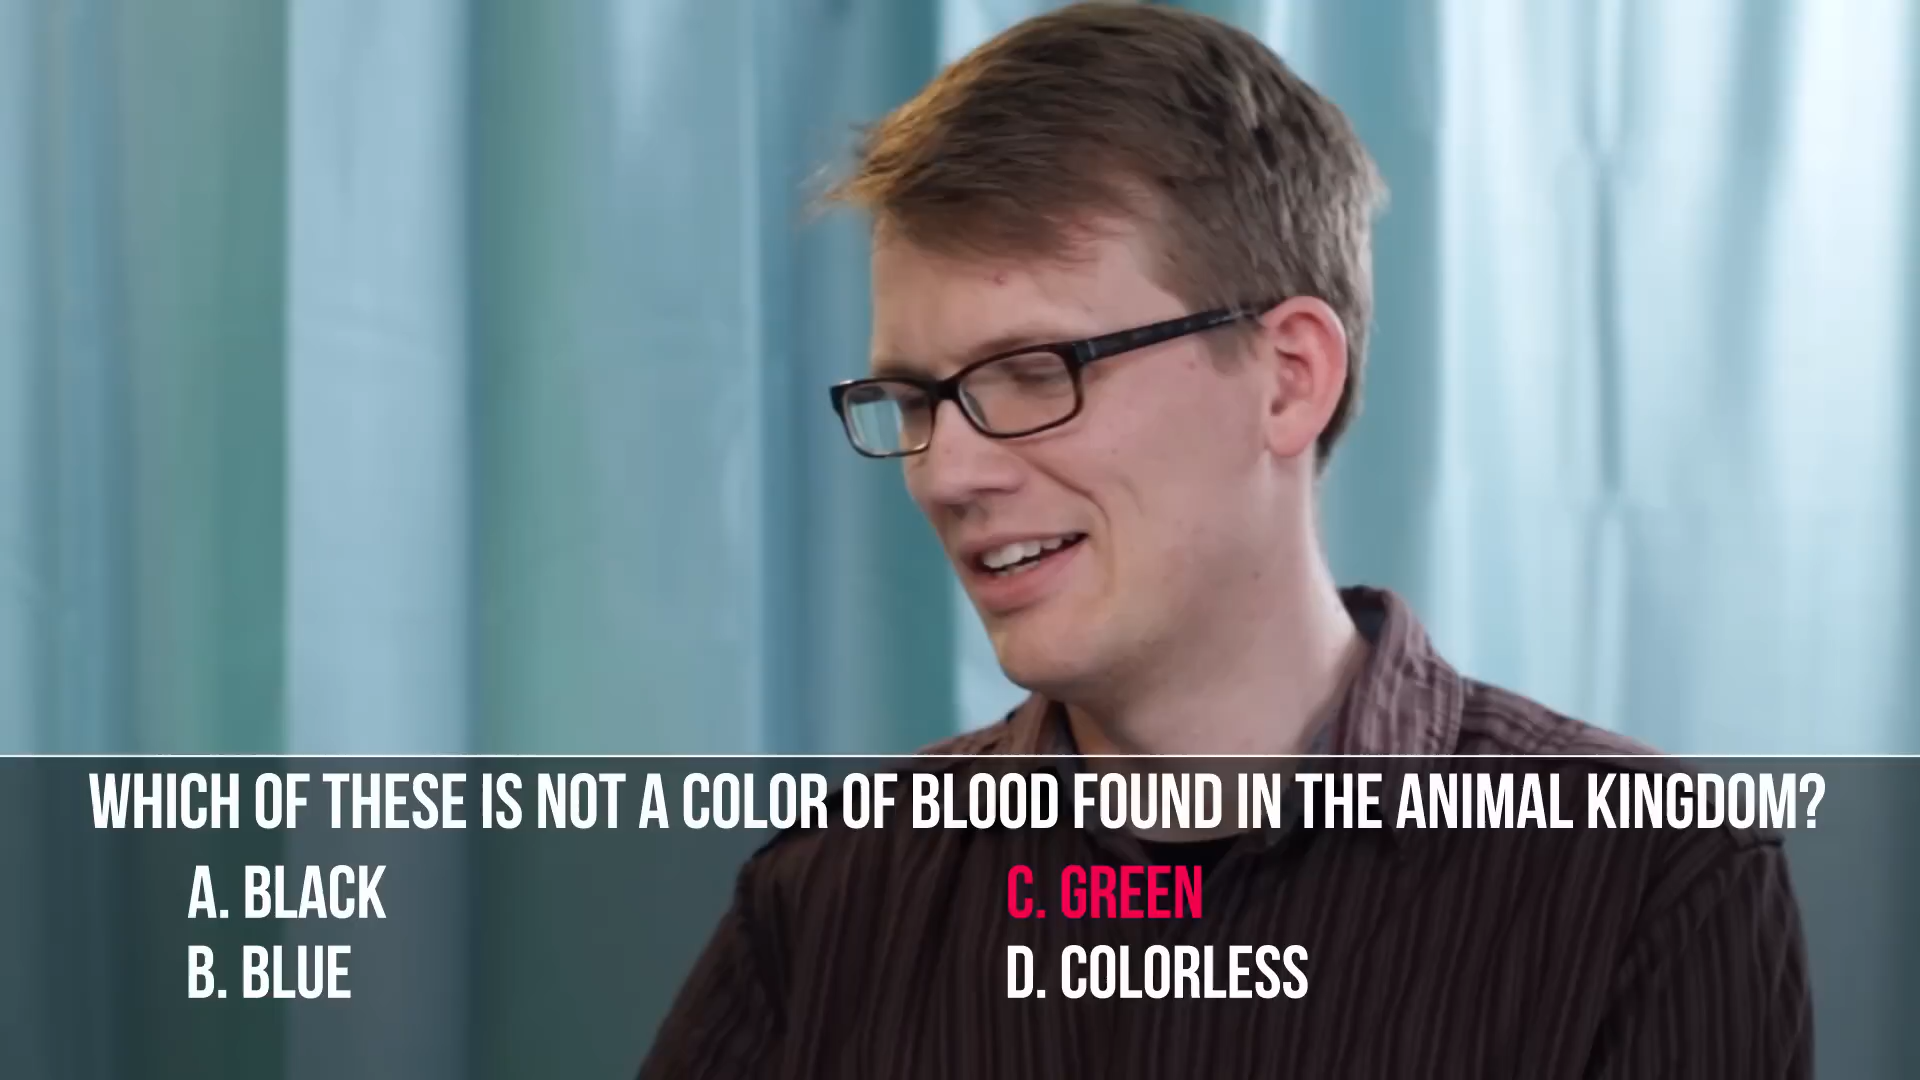 WHICH OF THESE IS NOT A COLOR OF BLOOD FOUND IN THE ANIMAL KINGDOM?
A. BLACK
C. GREEN
B. BLUE
D. COLORLESS